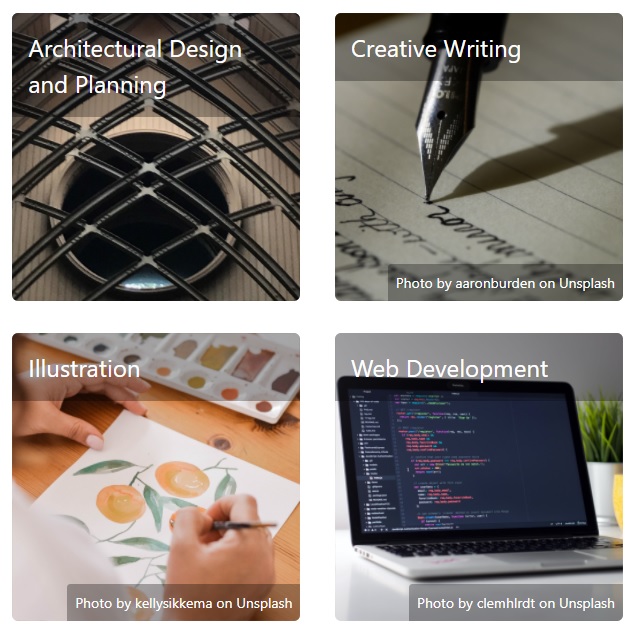 Architectural Design
and Planning
Creative Writing
Photo by aaronburden on Unsplash
Illustration
Web Development
Photo by kellysikkema on Unsplash
Photo by clemhlrdt on Unsplash